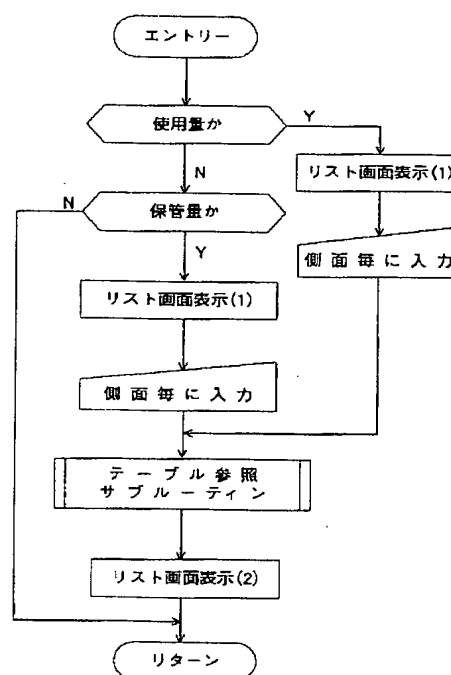 エントリー
使用量か
Y
N
リスト画面表示(1)
N
保管量か
Y
側面毎に入力
リスト画面表示(1)
側面毎に入力
テーブル参照
サブルーティン
リスト画面表示(2)
リターン